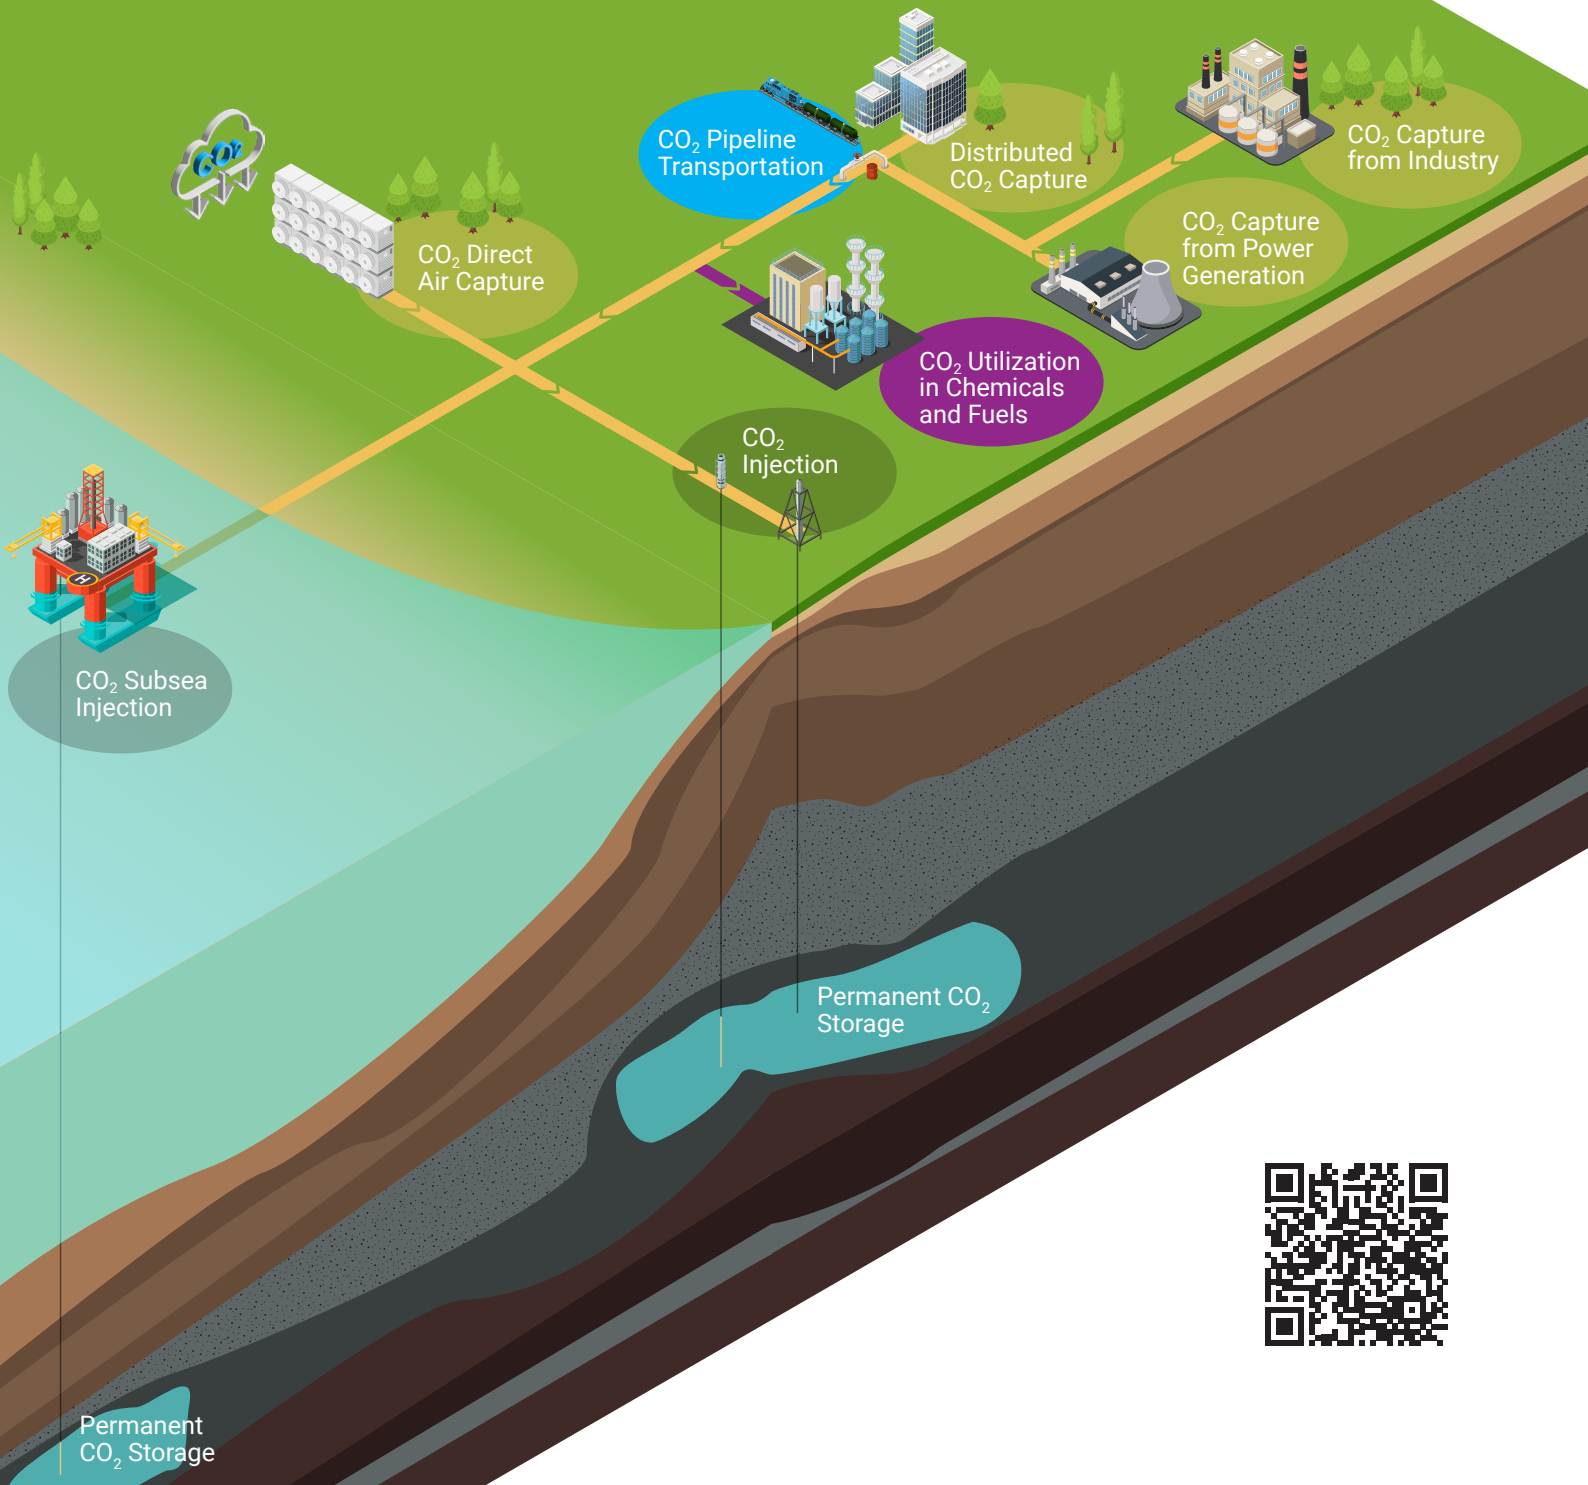 CO₂
CO₂ Pipeline
Transportation
Distributed
CO₂ Capture
CO₂ Capture
from Industry
CO₂ Direct
Air Capture
CO₂ Capture
from Power
Generation
CO₂ Utilization
in Chemicals
and Fuels
CO₂
Injection
H
CO₂ Subsea
Injection
Permanent CO₂
Storage
Permanent
CO₂ Storage